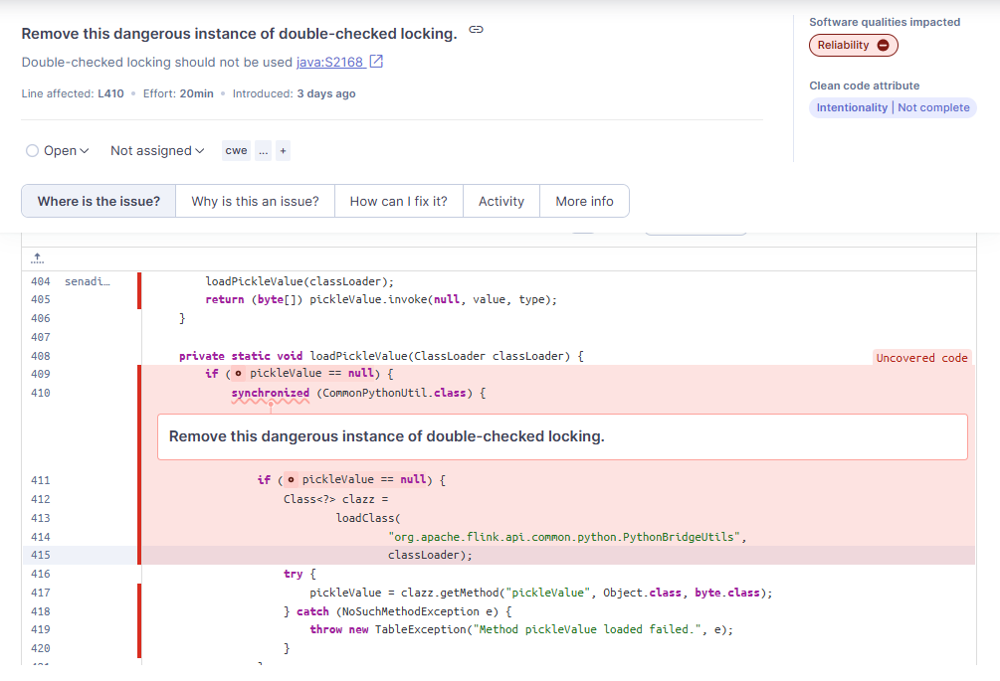 Remove this dangerous instance of double-checked locking.
Double-checked locking should not be used java:S2168
Line affected: L410 • Effort: 20min • Introduced: 3 days ago
Software qualities impacted
Reliability
Clean code attribute
Intentionality | Not complete
Open Not assigned cwe ... +
Where is the issue? Why is this an issue? How can I fix it? Activity More info
404 senadi… loadPickleValue(classLoader);
405 return (byte[]) pickleValue.invoke(null, value, type);
406 }
407
408 private static void loadPickleValue(ClassLoader classLoader) {
Uncovered code
409 if ( pickleValue == null) {
410 synchronized (CommonPythonUtil.class) {
Remove this dangerous instance of double-checked locking.
411 if ( pickleValue == null) {
412 Class<?> clazz =
413 loadClass(
414 "org.apache.flink.api.common.python.PythonBridgeUtils",
415 classLoader);
416 try {
417 pickleValue = clazz.getMethod("pickleValue", Object.class, byte.class);
418 } catch (NoSuchMethodException e) {
419 throw new TableException("Method pickleValue loaded failed.", e);
420 }